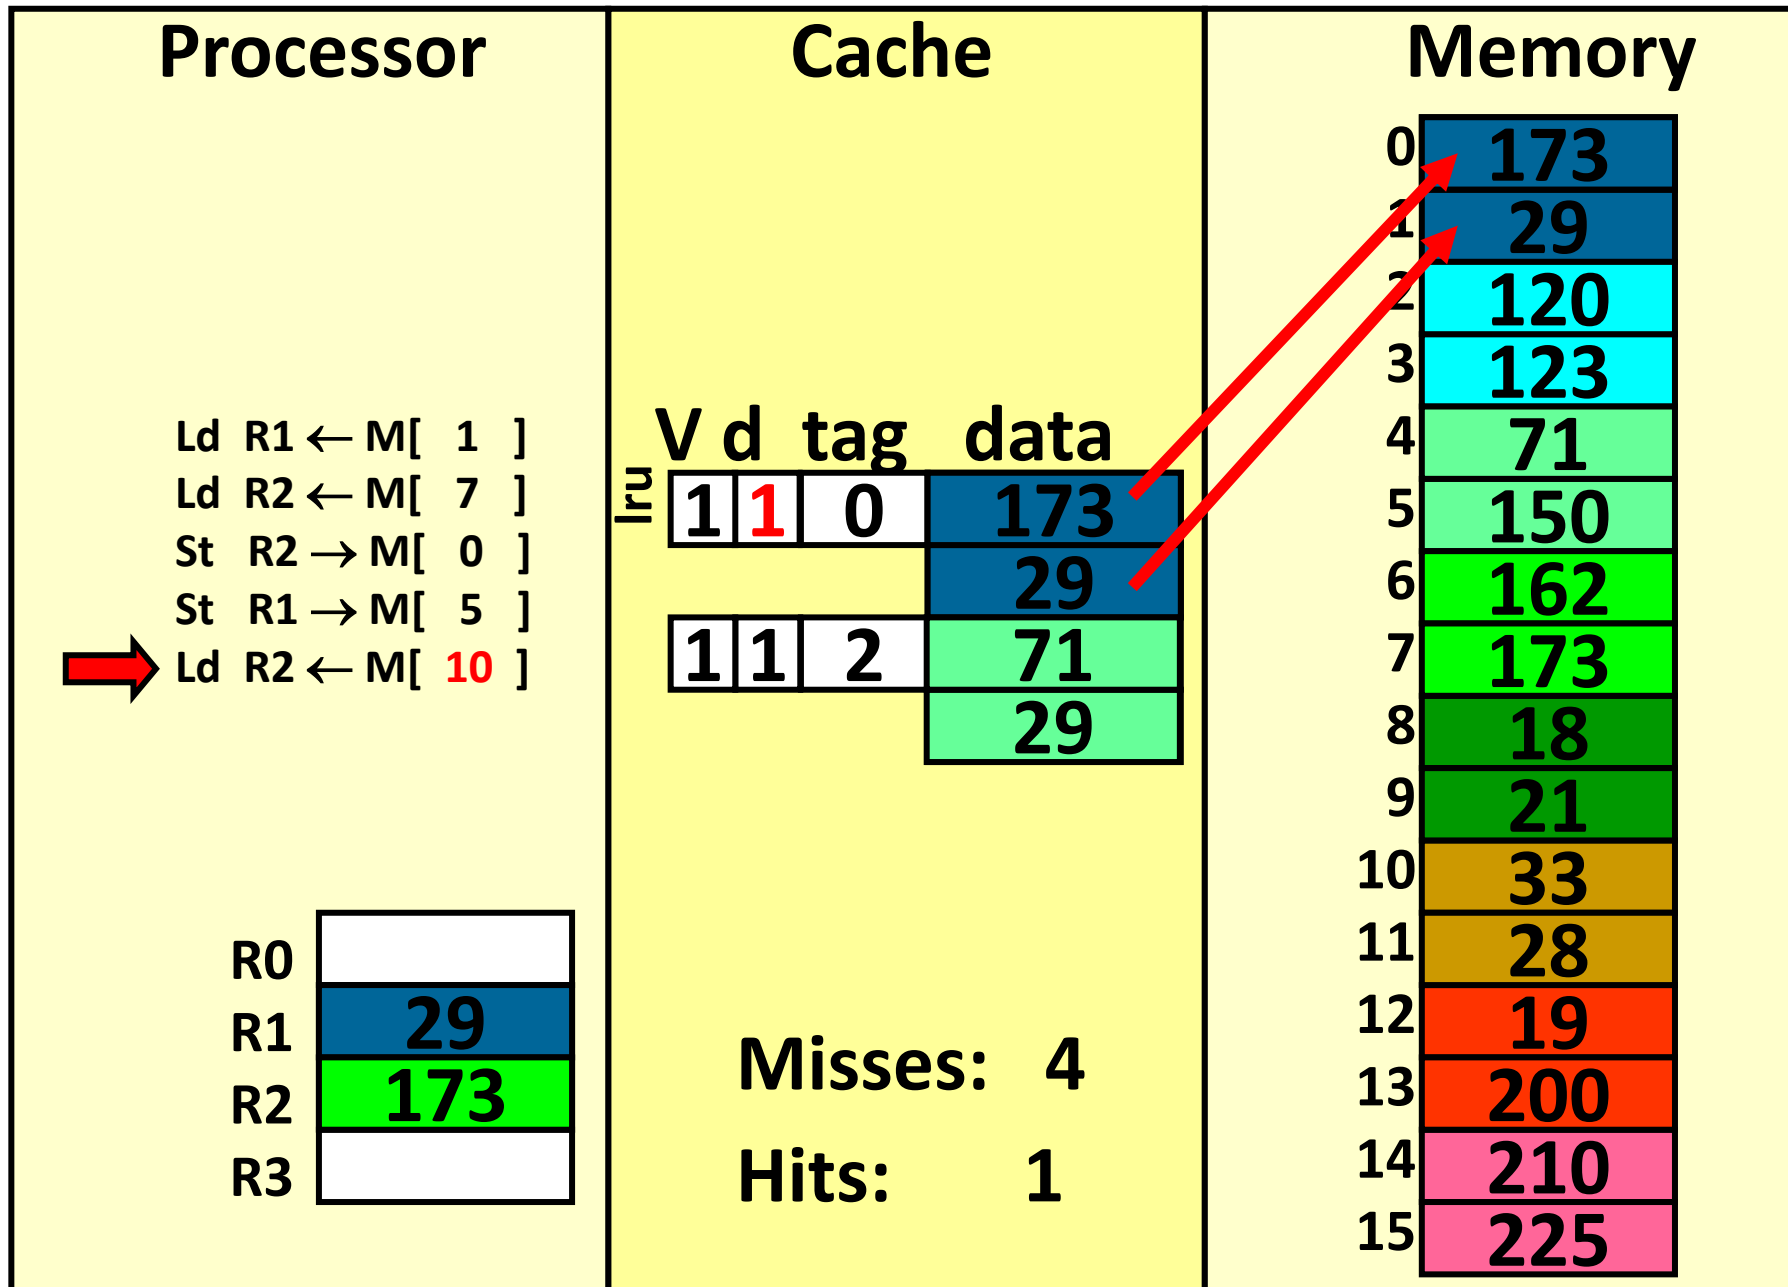 Processor
Ld R1 ← M[ 1 ]
Ld R2 ← M[ 7 ]
St R2 → M[ 0 ]
St R1 → M[ 5 ]
Ld R2 ← M[ 10 ]
R0
R1 29
R2 173
R3
Cache
V d tag data
lru
1 1 0 173
29
1 1 2 71
29
Misses: 4
Hits: 1
Memory
0 173
1 29
2 120
3 123
4 71
5 150
6 162
7 173
8 18
9 21
10 33
11 28
12 19
13 200
14 210
15 225